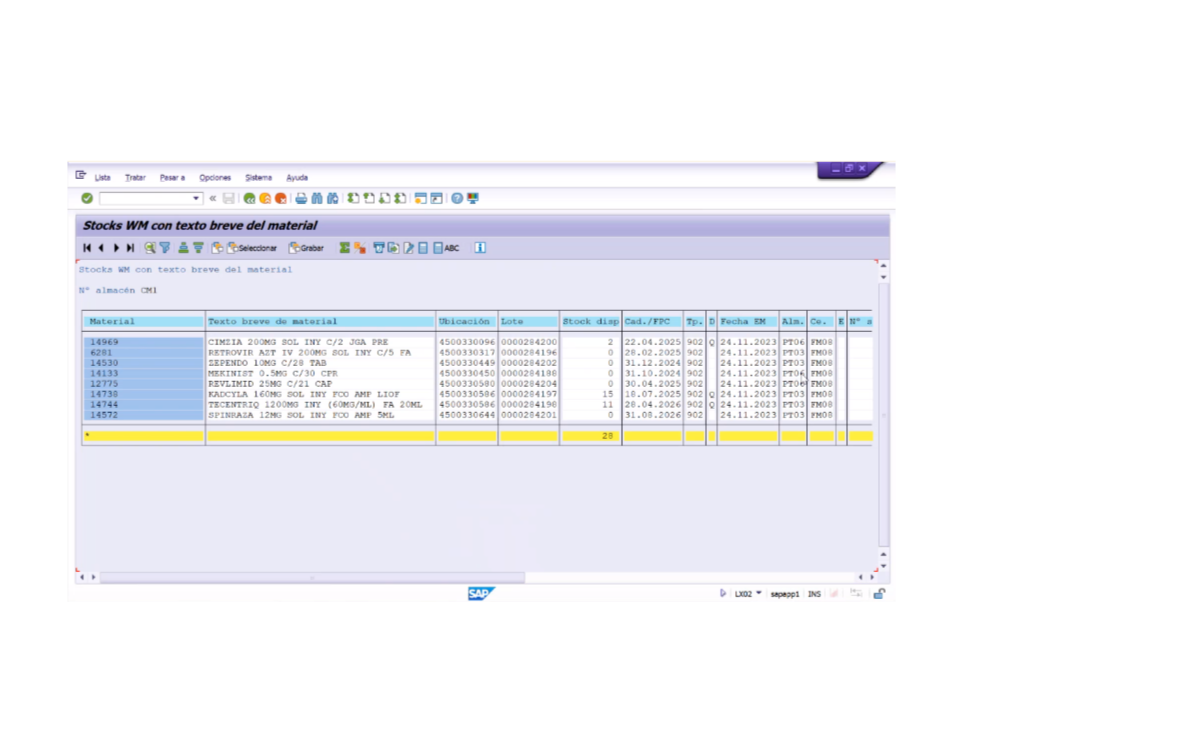 Lista Tratar Pasar a Opciones Sistema Ayuda
Stocks WM con texto breve del material
Seleccionar Grabar ABC
Stocks WM con texto breve del material
Nº almacén CM1
Material Texto breve de material Ubicación Lote Stock disp Cad./FPC Tp. D Fecha EM Alm. Ce. E Nº s
14969 CIMZIA 200MG SOL INY C/2 JGA PRE 4500330096 0000284200 2 22.04.2025 902 Q 24.11.2023 PT06 FM08
6281 RETROVIR AZT IV 200MG SOL INY C/5 FA 4500330317 0000284196 0 28.02.2025 902 24.11.2023 PT03 FM08
14530 ZEPENDO 10MG C/28 TAB 4500330449 0000284202 0 31.12.2024 902 24.11.2023 PT03 FM08
14133 MEKINIST 0.5MG C/30 CPR 4500330450 0000284188 0 31.10.2024 902 24.11.2023 PT06 FM08
12775 REVLIMID 25MG C/21 CAP 4500330580 0000284204 0 30.04.2025 902 24.11.2023 PT06 FM08
14738 KADCYLA 160MG SOL INY FCO AMP LIOF 4500330586 0000284197 15 18.07.2025 902 Q 24.11.2023 PT03 FM08
14744 TECENTRIQ 1200MG INY (60MG/ML) FA 20ML 4500330586 0000284198 11 28.04.2026 902 Q 24.11.2023 PT03 FM08
14572 SPINRAZA 12MG SOL INY FCO AMP 5ML 4500330644 0000284201 0 31.08.2026 902 24.11.2023 PT03 FM08
* 28
SAP LX02 sapapp1 INS